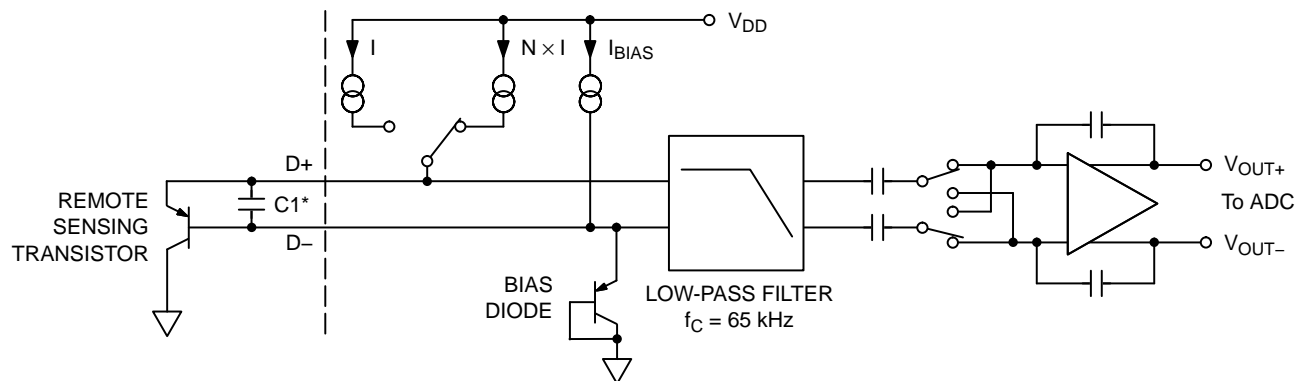 V_DD
I
N × I
I_BIAS
D+
C1*
D−
REMOTE
SENSING
TRANSISTOR
BIAS
DIODE
LOW-PASS FILTER
f_C = 65 kHz
V_OUT+
To ADC
V_OUT−